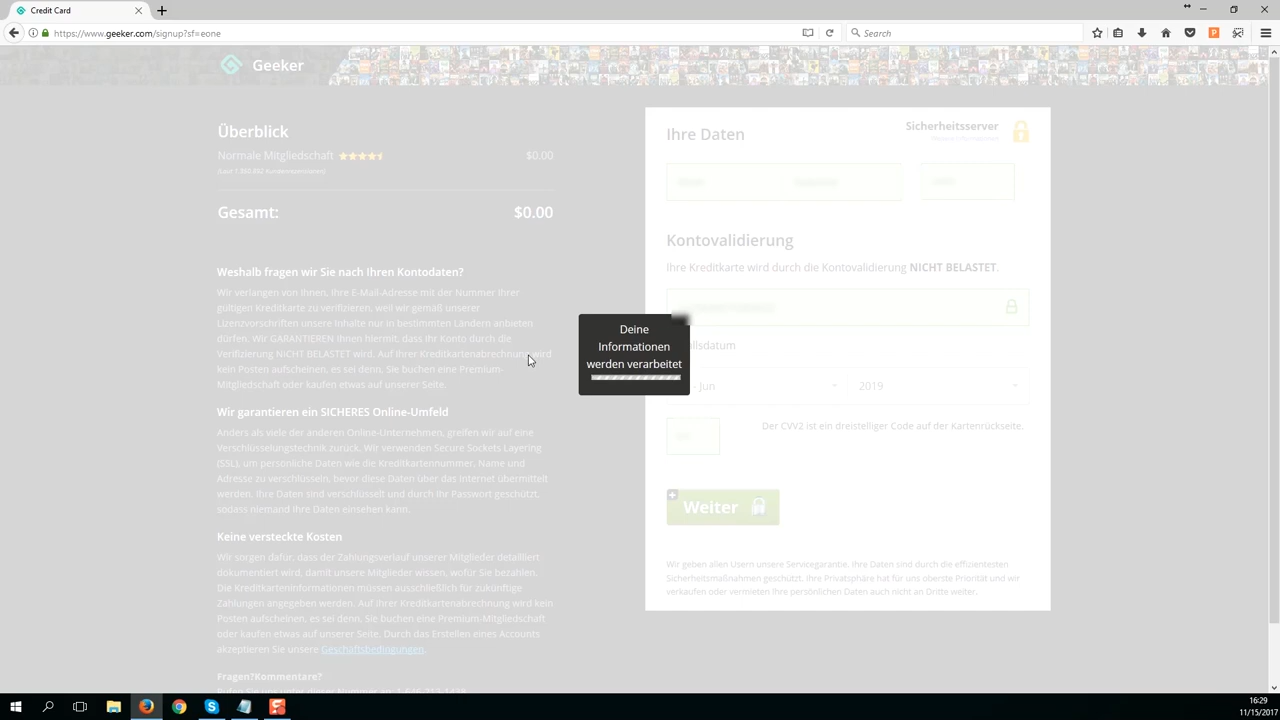 Credit Card
https://www.geeker.com/signup?sf=eone
Search
Geeker
Überblick
Normale Mitgliedschaft $0.00
Gesamt: $0.00
Weshalb fragen wir Sie nach Ihren Kontodaten?
Wir verlangen von Ihnen, Ihre E-Mail-Adresse mit der Nummer Ihrer
gültigen Kreditkarte zu verifizieren, weil wir gemäß unserer
Lizenzvorschriften unsere Inhalte nur in bestimmten Ländern anbieten
dürfen. Wir GARANTIEREN Ihnen hiermit, dass Ihr Konto durch die
Verifizierung NICHT BELASTET wird. Auf Ihrer Kreditkartenabrechnung wird
kein Posten aufscheinen, es sei denn, Sie buchen eine Premium-
Mitgliedschaft oder kaufen etwas auf unserer Seite.
Wir garantieren ein SICHERES Online-Umfeld
Anders als viele der anderen Online-Unternehmen, greifen wir auf eine
Verschlüsselungstechnik zurück. Wir verwenden Secure Sockets Layering
(SSL), um persönliche Daten wie die Kreditkartennummer, Name und
Adresse zu verschlüsseln, bevor diese Daten über das Internet übermittelt
werden. Ihre Daten sind verschlüsselt und durch Ihr Passwort geschützt,
sodass niemand Ihre Daten einsehen kann.
Keine versteckte Kosten
Wir sorgen dafür, dass der Zahlungsverlauf unserer Mitglieder detailliert
dokumentiert wird, damit unsere Mitglieder wissen, wofür Sie bezahlen.
Die Kreditkarteninformationen müssen ausschließlich für zukünftige
Zahlungen angegeben werden. Auf Ihrer Kreditkartenabrechnung wird kein
Posten aufscheinen, es sei denn, Sie buchen eine Premium-Mitgliedschaft
oder kaufen etwas auf unserer Seite. Durch das Erstellen eines Accounts
akzeptieren Sie unsere Geschäftsbedingungen.
Fragen?Kommentare?
Ihre Daten
Sicherheitsserver
Kontovalidierung
Ihre Kreditkarte wird durch die Kontovalidierung NICHT BELASTET.
Deine
Informationen
werden verarbeitet
llsdatum
- Jun 2019
Der CVV2 ist ein dreistelliger Code auf der Kartenrückseite.
Weiter
Wir geben allen Usern unsere Servicegarantie. Ihre Daten sind durch die effizientesten
Sicherheitsmaßnahmen geschützt. Ihre Privatsphäre hat für uns oberste Priorität und wir
verkaufen oder vermieten Ihre persönlichen Daten auch nicht an Dritte weiter.
16:29
11/15/2017